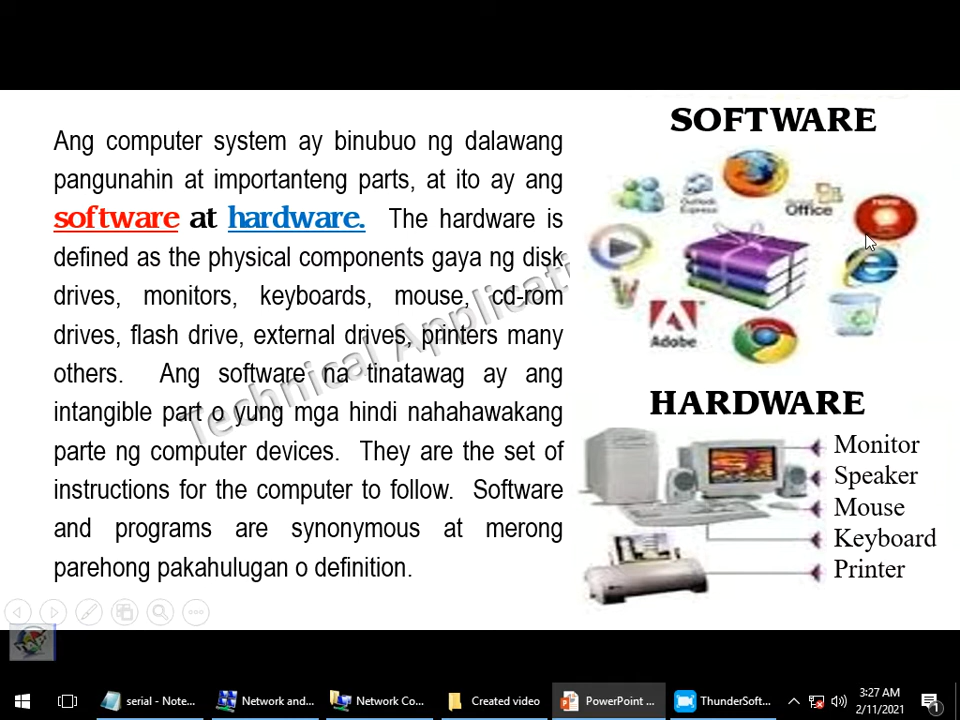 SOFTWARE
Ang computer system ay binubuo ng dalawang
pangunahin at importanteng parts, at ito ay ang
software at hardware. The hardware is
defined as the physical components gaya ng disk
drives, monitors, keyboards, mouse, cd-rom
drives, flash drive, external drives, printers many
others. Ang software na tinatawag ay ang
intangible part o yung mga hindi nahahawakang
parte ng computer devices. They are the set of
instructions for the computer to follow. Software
and programs are synonymous at merong
parehong pakahulugan o definition.
Technical Applicati
Outlook
Express
Office
Adobe
HARDWARE
Monitor
Speaker
Mouse
Keyboard
Printer
serial - Note...
Network and...
Network Co...
Created video
PowerPoint ...
ThunderSoft...
3:27 AM
2/11/2021
1